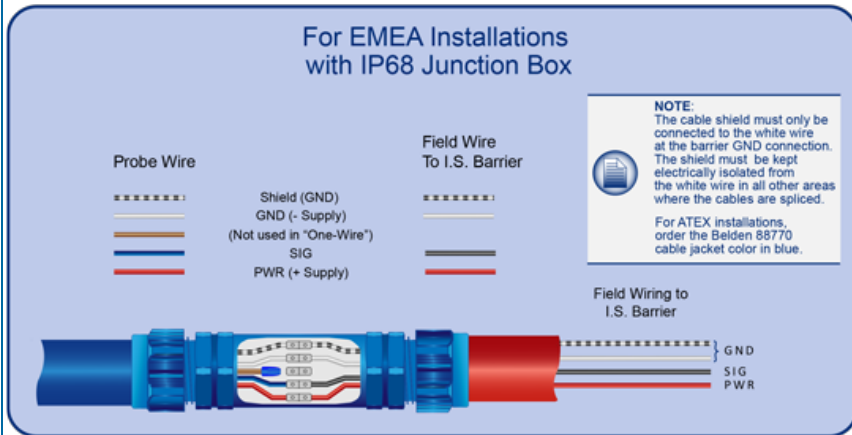 For EMEA Installations
with IP68 Junction Box
NOTE:
The cable shield must only be
connected to the white wire
at the barrier GND connection.
The shield must be kept
electrically isolated from
the white wire in all other areas
where the cables are spliced.
For ATEX installations,
order the Belden 88770
cable jacket color in blue.
Probe Wire
Field Wire
To I.S. Barrier
Shield (GND)
GND (- Supply)
(Not used in "One-Wire")
SIG
PWR (+ Supply)
Field Wiring to
I.S. Barrier
GND
SIG
PWR